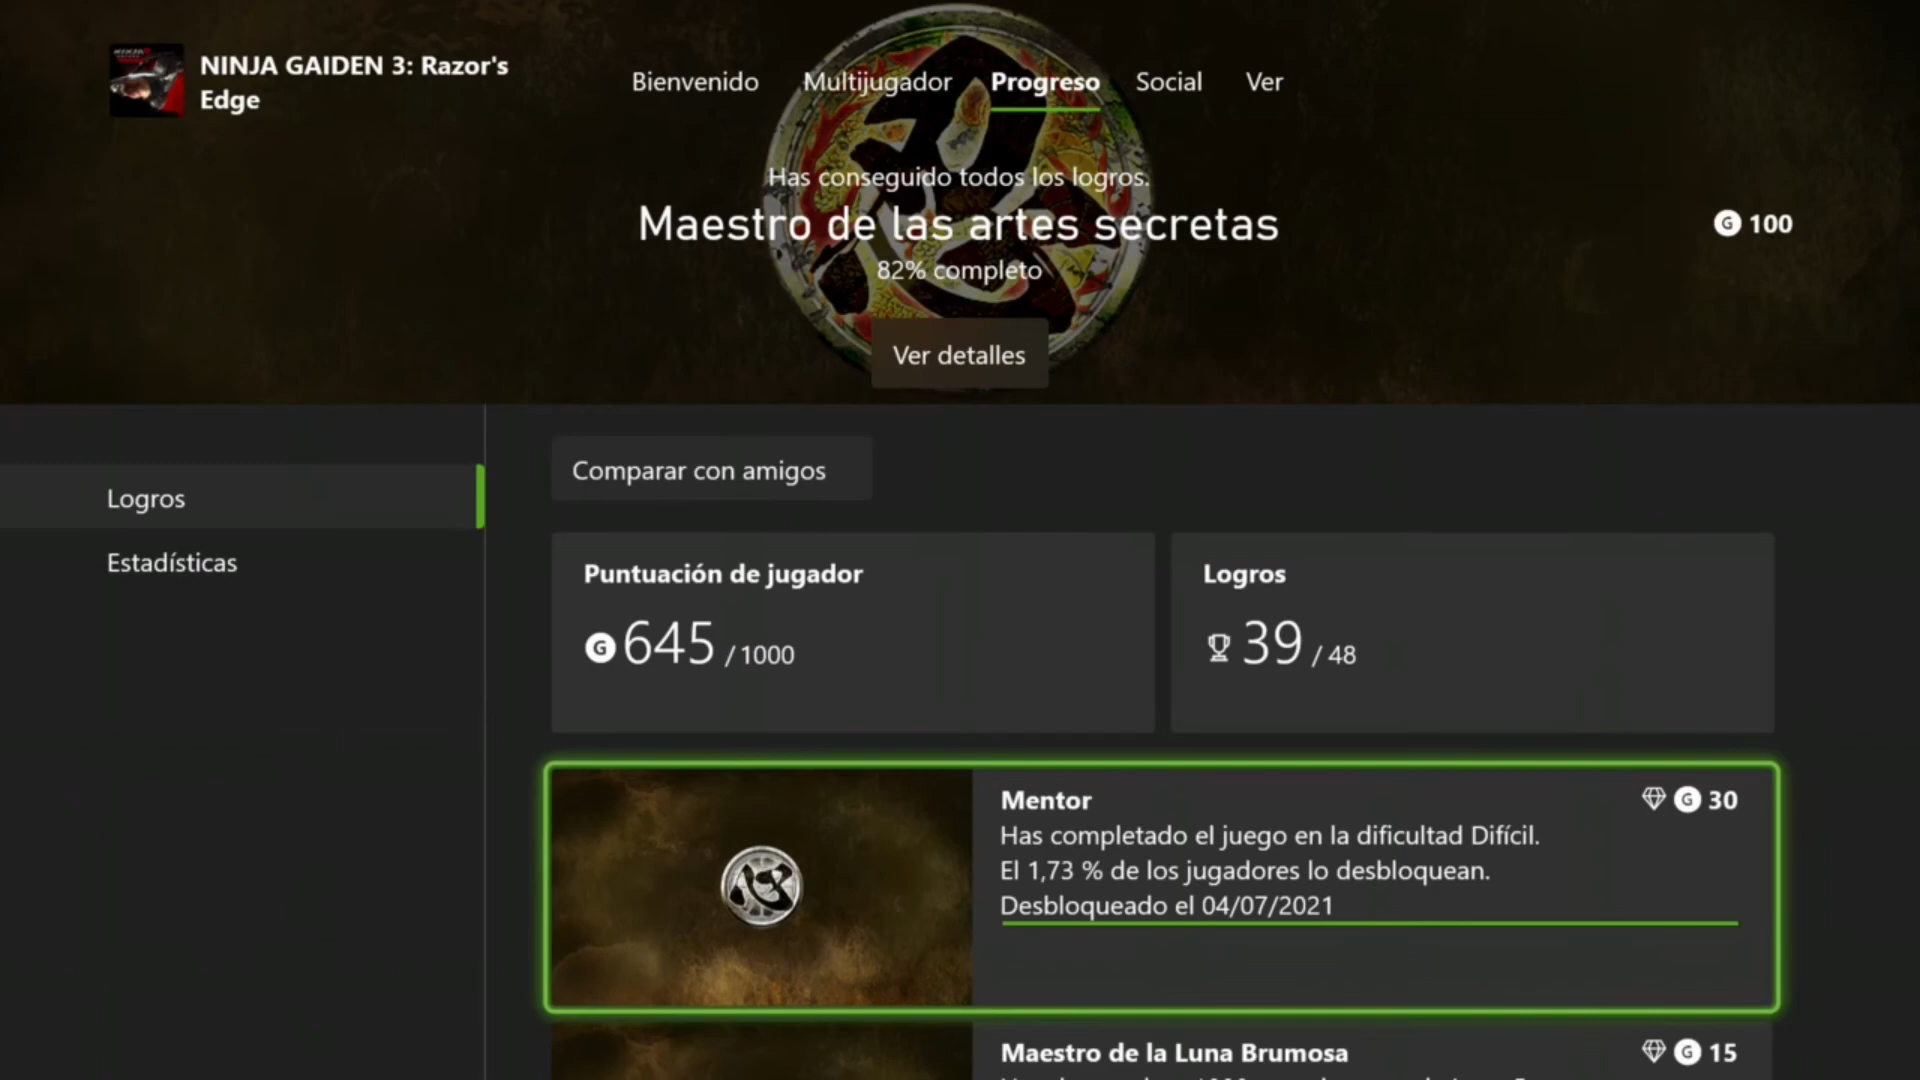 NINJA GAIDEN 3: Razor's
Edge
Bienvenido
Multijugador
Progreso
Social
Ver
Has conseguido todos los logros.
Maestro de las artes secretas
82% completo
G 100
Ver detalles
Logros
Estadísticas
Comparar con amigos
Puntuación de jugador
G 645 / 1000
Logros
39 / 48
Mentor
G 30
Has completado el juego en la dificultad Difícil.
El 1,73 % de los jugadores lo desbloquean.
Desbloqueado el 04/07/2021
Maestro de la Luna Brumosa
G 15